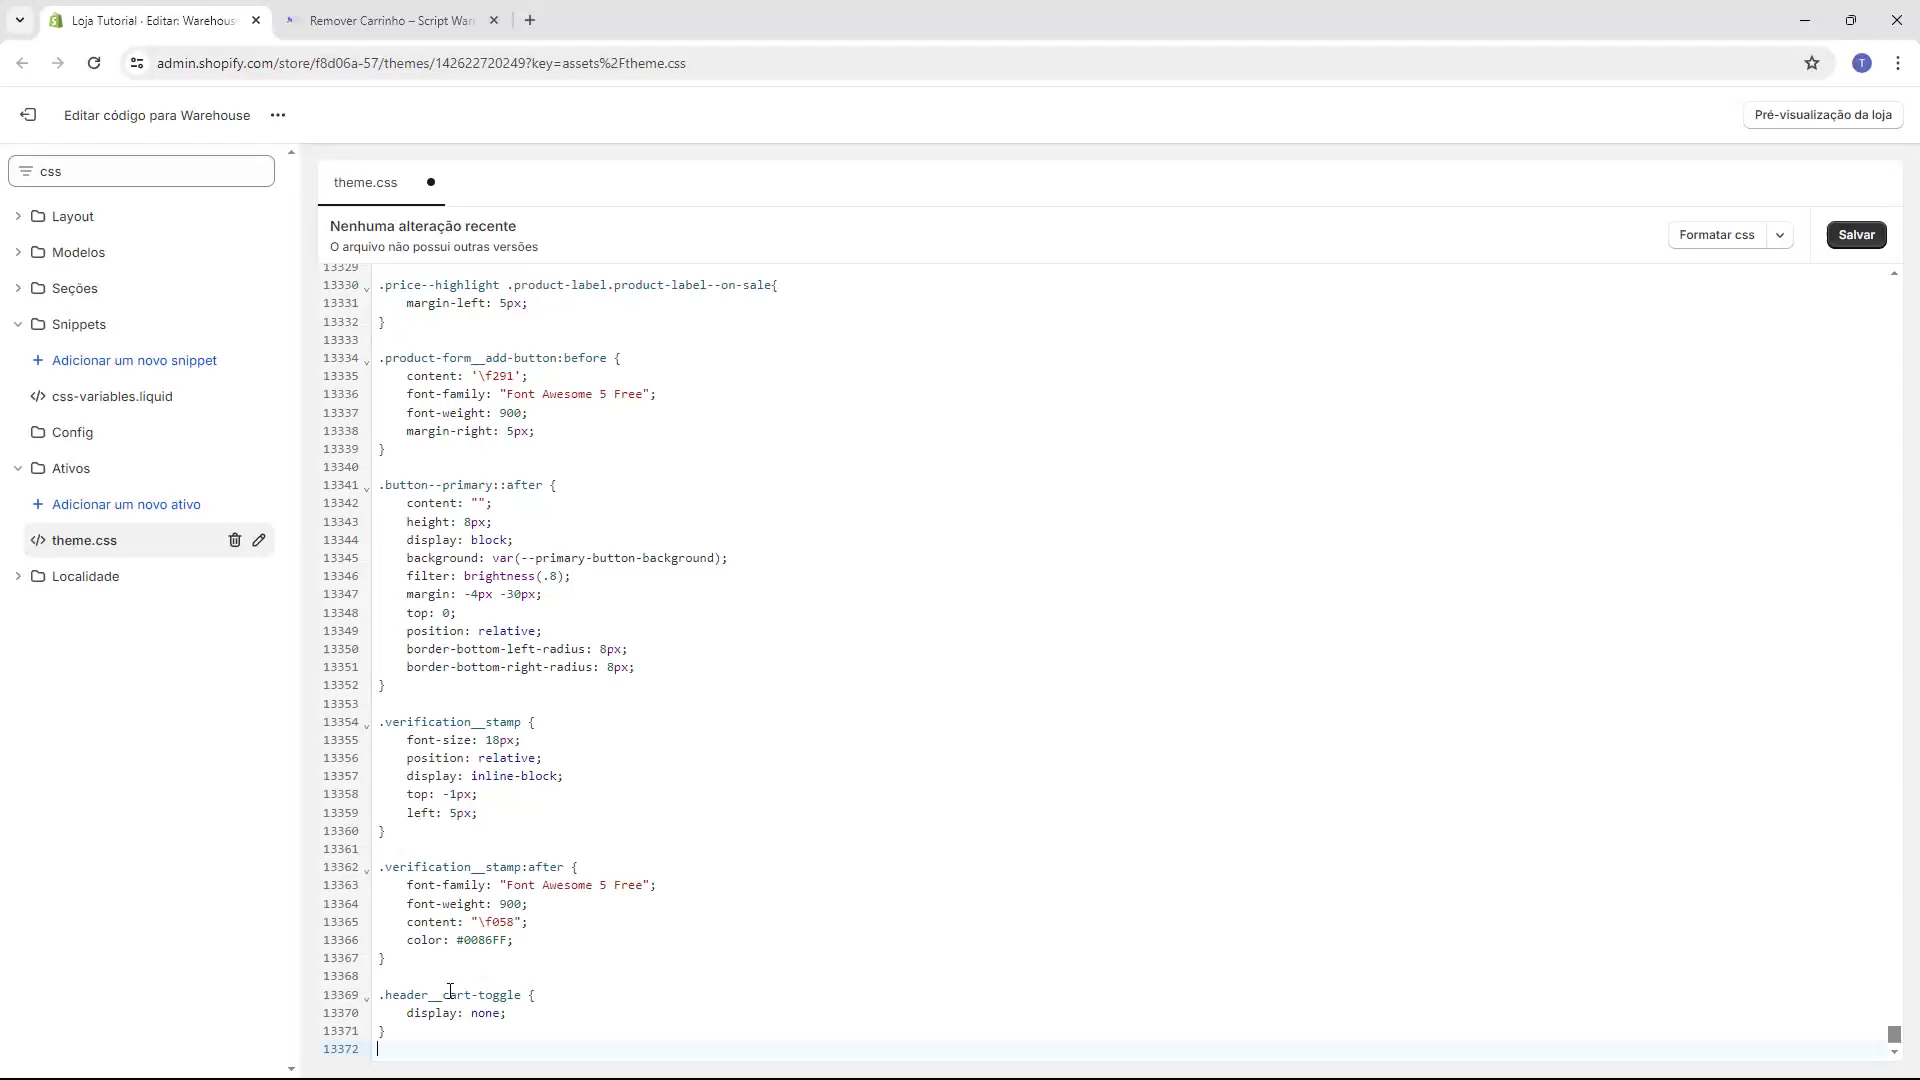 Loja Tutorial · Editar: Warehous
Remover Carrinho – Script War
admin.shopify.com/store/f8d06a-57/themes/142622720249?key=assets%2Ftheme.css
T
Editar código para Warehouse
Pré-visualização da loja
css
Layout
Modelos
Seções
Snippets
Adicionar um novo snippet
css-variables.liquid
Config
Ativos
Adicionar um novo ativo
theme.css
Localidade
theme.css
Nenhuma alteração recente
O arquivo não possui outras versões
Formatar css
Salvar
13329
13330 .price--highlight .product-label.product-label--on-sale{
13331 margin-left: 5px;
13332 }
13333
13334 .product-form__add-button:before {
13335 content: '\f291';
13336 font-family: "Font Awesome 5 Free";
13337 font-weight: 900;
13338 margin-right: 5px;
13339 }
13340
13341 .button--primary::after {
13342 content: "";
13343 height: 8px;
13344 display: block;
13345 background: var(--primary-button-background);
13346 filter: brightness(.8);
13347 margin: -4px -30px;
13348 top: 0;
13349 position: relative;
13350 border-bottom-left-radius: 8px;
13351 border-bottom-right-radius: 8px;
13352 }
13353
13354 .verification__stamp {
13355 font-size: 18px;
13356 position: relative;
13357 display: inline-block;
13358 top: -1px;
13359 left: 5px;
13360 }
13361
13362 .verification__stamp:after {
13363 font-family: "Font Awesome 5 Free";
13364 font-weight: 900;
13365 content: "\f058";
13366 color: #0086FF;
13367 }
13368
13369 .header__cart-toggle {
13370 display: none;
13371 }
13372